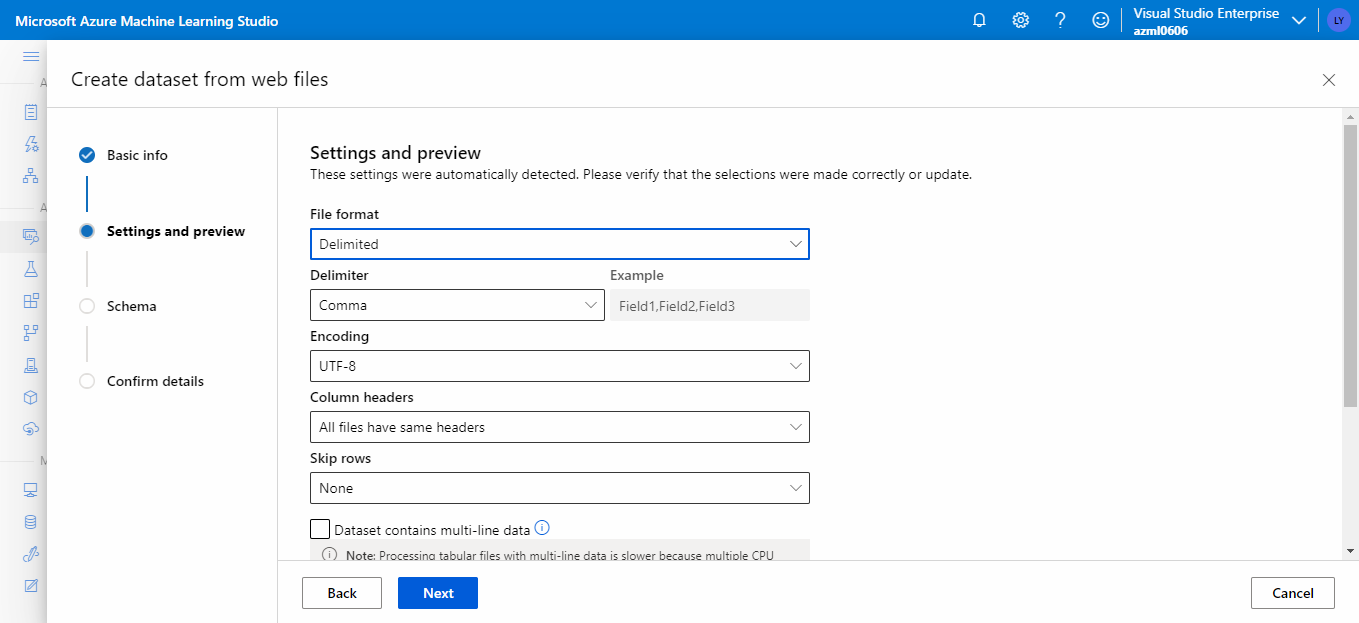 Microsoft Azure Machine Learning Studio
Visual Studio Enterprise
azml0606
LY
Create dataset from web files
A
A
M
Basic info
Settings and preview
Schema
Confirm details
Settings and preview
These settings were automatically detected. Please verify that the selections were made correctly or update.
File format
Delimited
Delimiter Example
Comma Field1,Field2,Field3
Encoding
UTF-8
Column headers
All files have same headers
Skip rows
None
Dataset contains multi-line data
Note: Processing tabular files with multi-line data is slower because multiple CPU
Back Next Cancel